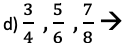 d) 3/4 , 5/6 , 7/8 →